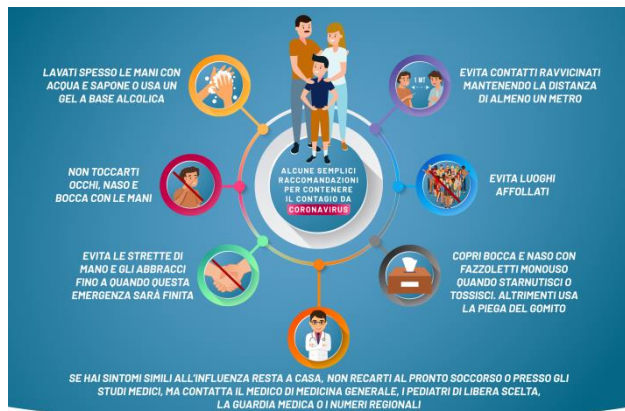 LAVATI SPESSO LE MANI CON
ACQUA E SAPONE O USA UN
GEL A BASE ALCOLICA
NON TOCCARTI
OCCHI, NASO E
BOCCA CON LE MANI
EVITA LE STRETTE DI
MANO E GLI ABBRACCI
FINO A QUANDO QUESTA
EMERGENZA SARÀ FINITA
ALCUNE SEMPLICI
RACCOMANDAZIONI
PER CONTENERE
IL CONTAGIO DA
CORONAVIRUS
1 MT
EVITA CONTATTI RAVVICINATI
MANTENENDO LA DISTANZA
DI ALMENO UN METRO
EVITA LUOGHI
AFFOLLATI
COPRI BOCCA E NASO CON
FAZZOLETTI MONOUSO
QUANDO STARNUTISCI O
TOSSISCI. ALTRIMENTI USA
LA PIEGA DEL GOMITO
SE HAI SINTOMI SIMILI ALL'INFLUENZA RESTA A CASA, NON RECARTI AL PRONTO SOCCORSO O PRESSO GLI
STUDI MEDICI, MA CONTATTA IL MEDICO DI MEDICINA GENERALE, I PEDIATRI DI LIBERA SCELTA,
LA GUARDIA MEDICA O I NUMERI REGIONALI